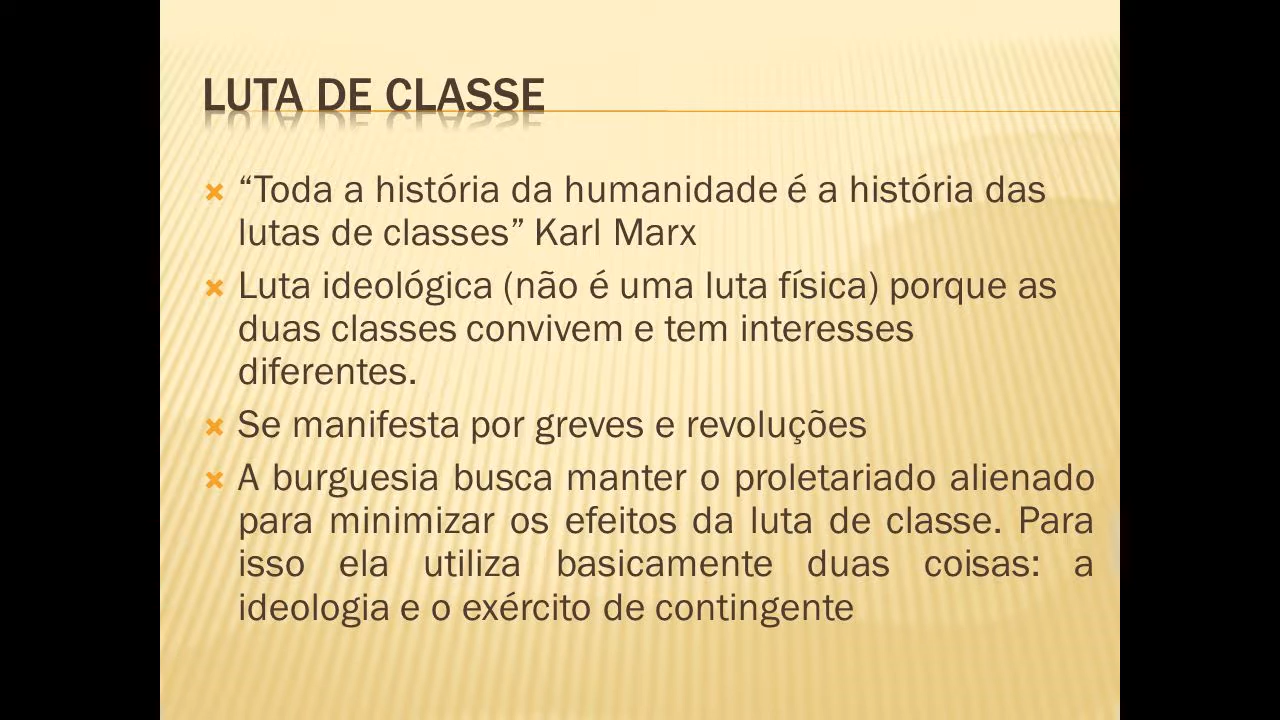 LUTA DE CLASSE
“Toda a história da humanidade é a história das
lutas de classes” Karl Marx
Luta ideológica (não é uma luta física) porque as
duas classes convivem e tem interesses
diferentes.
Se manifesta por greves e revoluções
A burguesia busca manter o proletariado alienado
para minimizar os efeitos da luta de classe. Para
isso ela utiliza basicamente duas coisas: a
ideologia e o exército de contingente